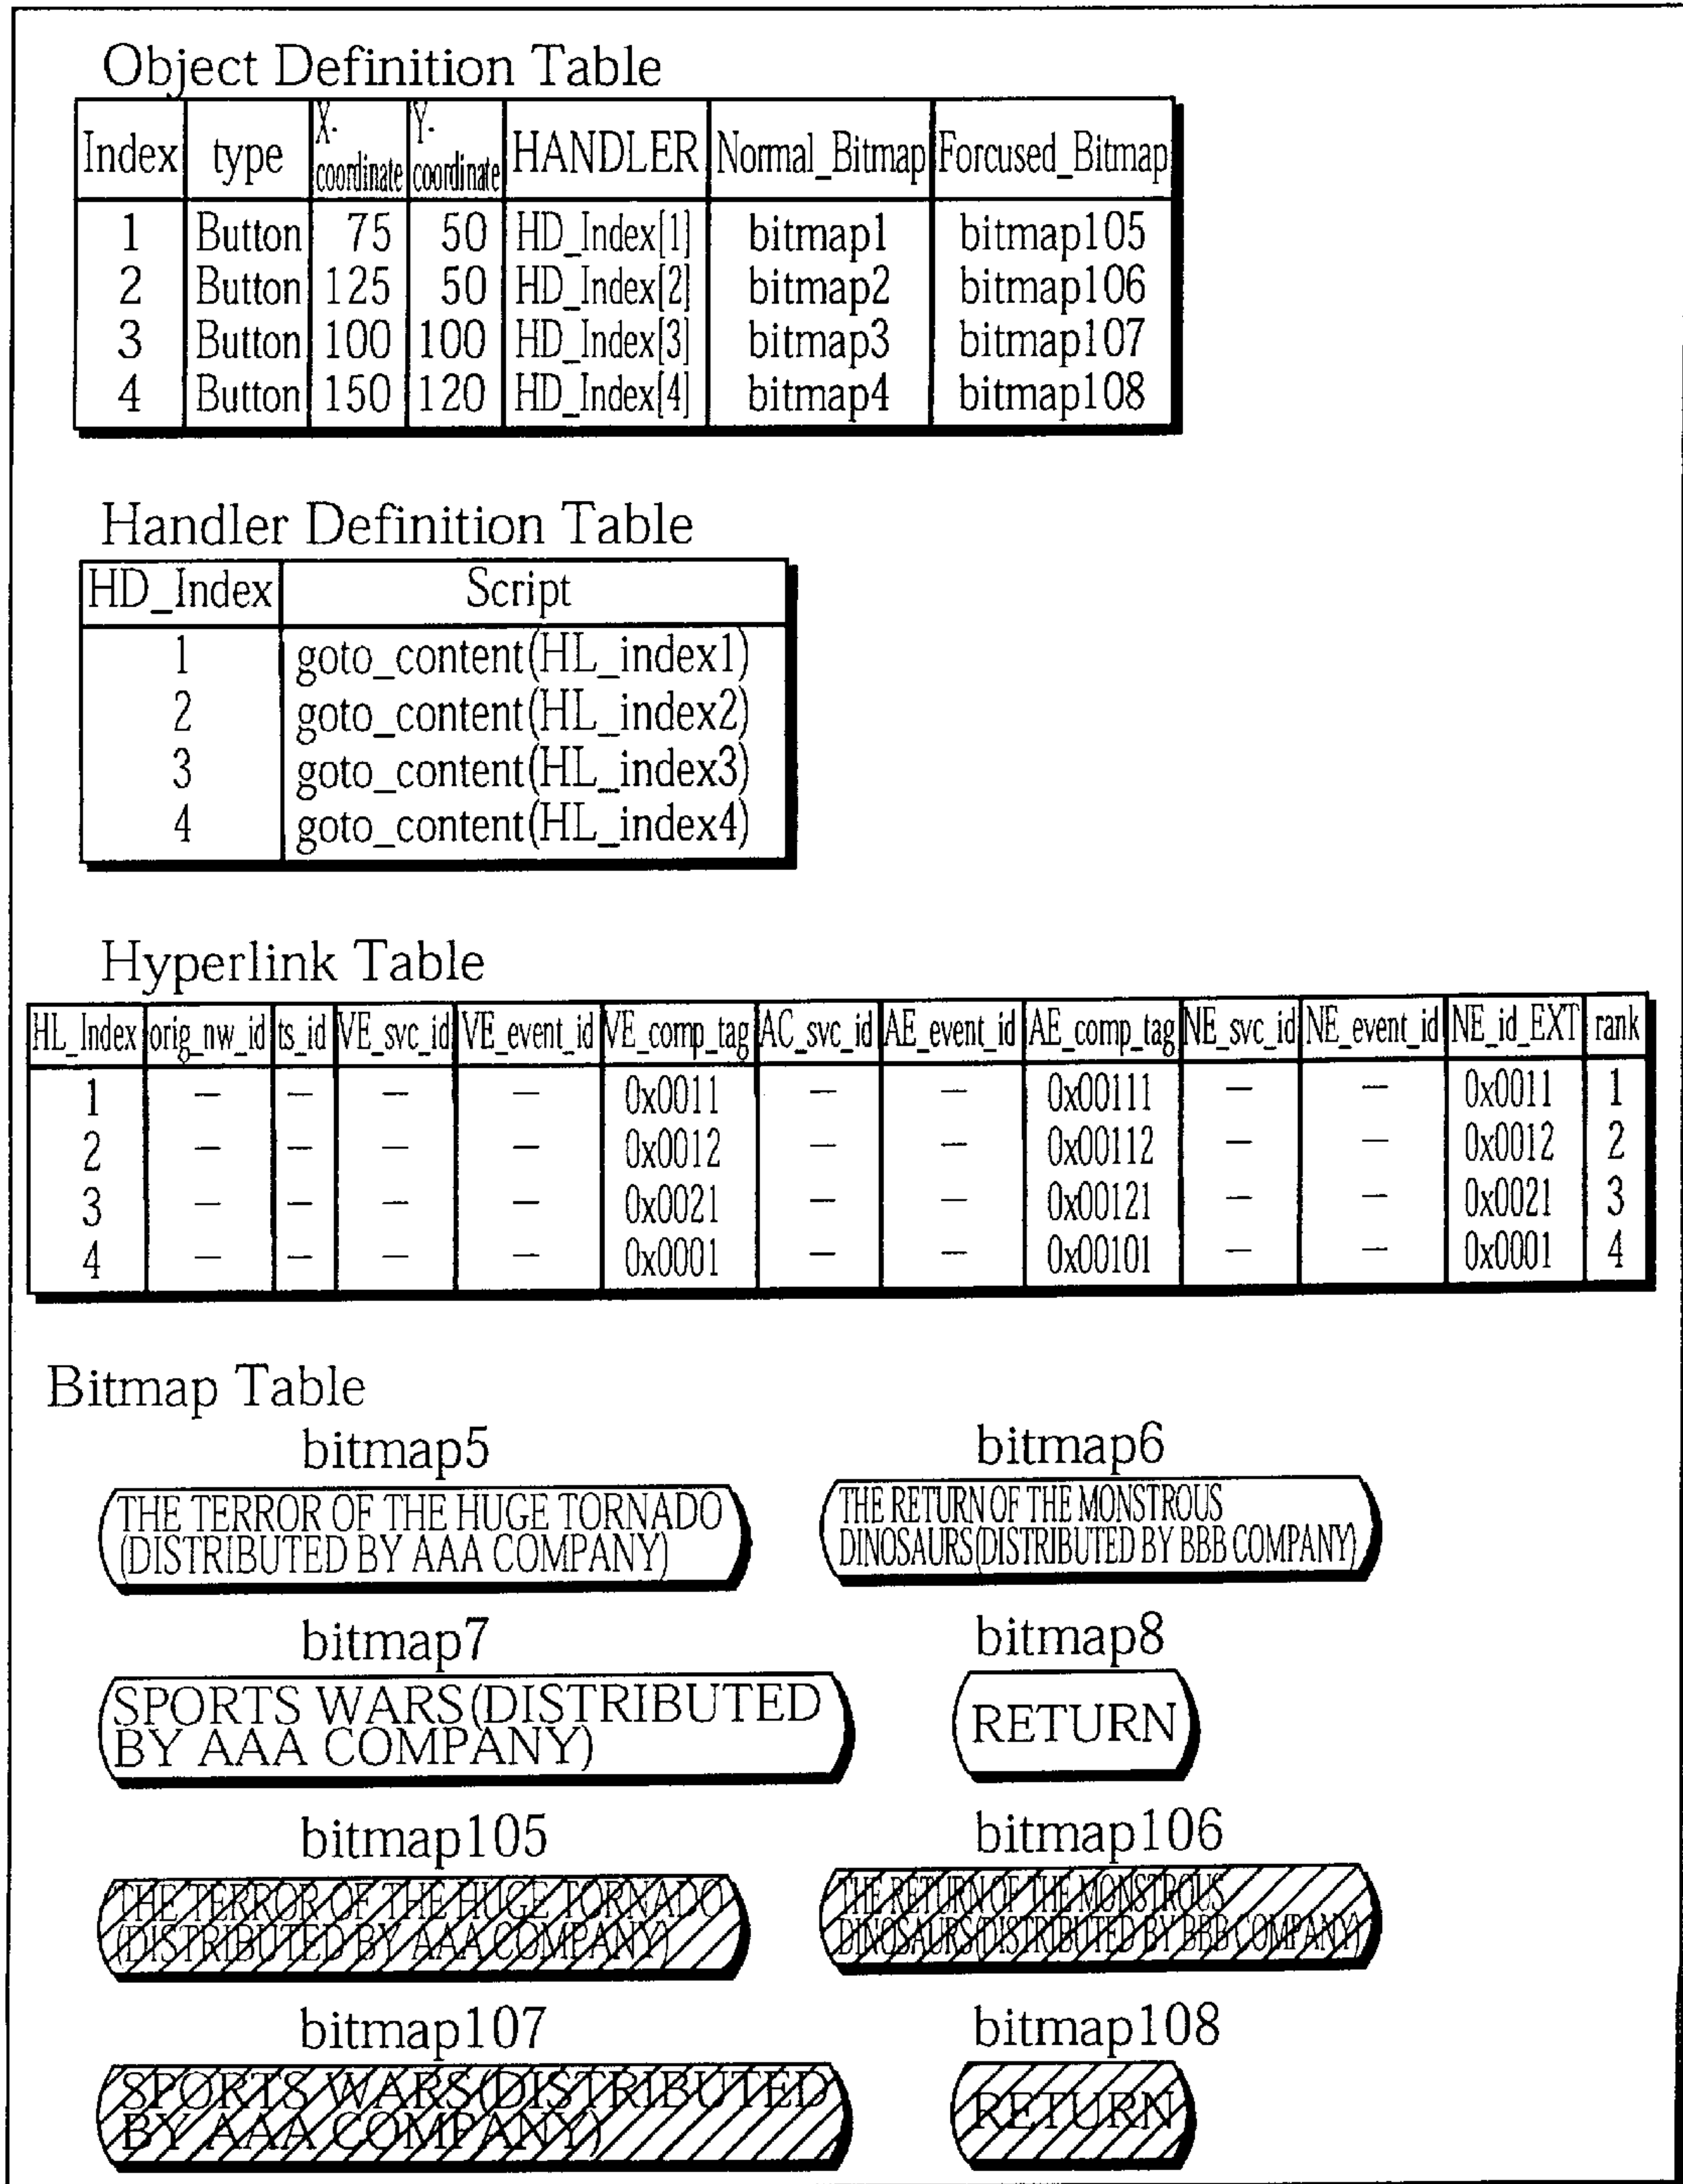 Object Definition Table
Index type X-coordinate Y-coordinate HANDLER Normal_Bitmap Forcused_Bitmap
1 Button 75 50 HD_Index[1] bitmap1 bitmap105
2 Button 125 50 HD_Index[2] bitmap2 bitmap106
3 Button 100 100 HD_Index[3] bitmap3 bitmap107
4 Button 150 120 HD_Index[4] bitmap4 bitmap108
Handler Definition Table
HD_Index Script
1 goto_content(HL_index1)
2 goto_content(HL_index2)
3 goto_content(HL_index3)
4 goto_content(HL_index4)
Hyperlink Table
HL_Index orig_nw_id ts_id VE_svc_id VE_event_id VE_comp_tag AC_svc_id AE_event_id AE_comp_tag NE_svc_id NE_event_id NE_id_EXT rank
1 — — — — 0x0011 — — 0x00111 — — 0x0011 1
2 — — — — 0x0012 — — 0x00112 — — 0x0012 2
3 — — — — 0x0021 — — 0x00121 — — 0x0021 3
4 — — — — 0x0001 — — 0x00101 — — 0x0001 4
Bitmap Table
bitmap5 bitmap6
THE TERROR OF THE HUGE TORNADO
(DISTRIBUTED BY AAA COMPANY)
THE RETURN OF THE MONSTROUS
DINOSAURS(DISTRIBUTED BY BBB COMPANY)
bitmap7 bitmap8
SPORTS WARS(DISTRIBUTED
BY AAA COMPANY)
RETURN
bitmap105 bitmap106
THE TERROR OF THE HUGE TORNADO
(DISTRIBUTED BY AAA COMPANY)
THE RETURN OF THE MONSTROUS
DINOSAURS(DISTRIBUTED BY BBB COMPANY)
bitmap107 bitmap108
SPORTS WARS(DISTRIBUTED
BY AAA COMPANY)
RETURN